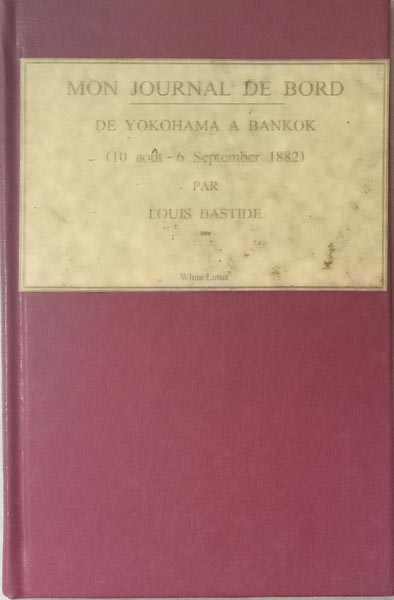 MON JOURNAL DE BORD
DE YOKOHAMA A BANKOK
(10 août - 6 September 1882)
PAR
LOUIS BASTIDE
White Lotus